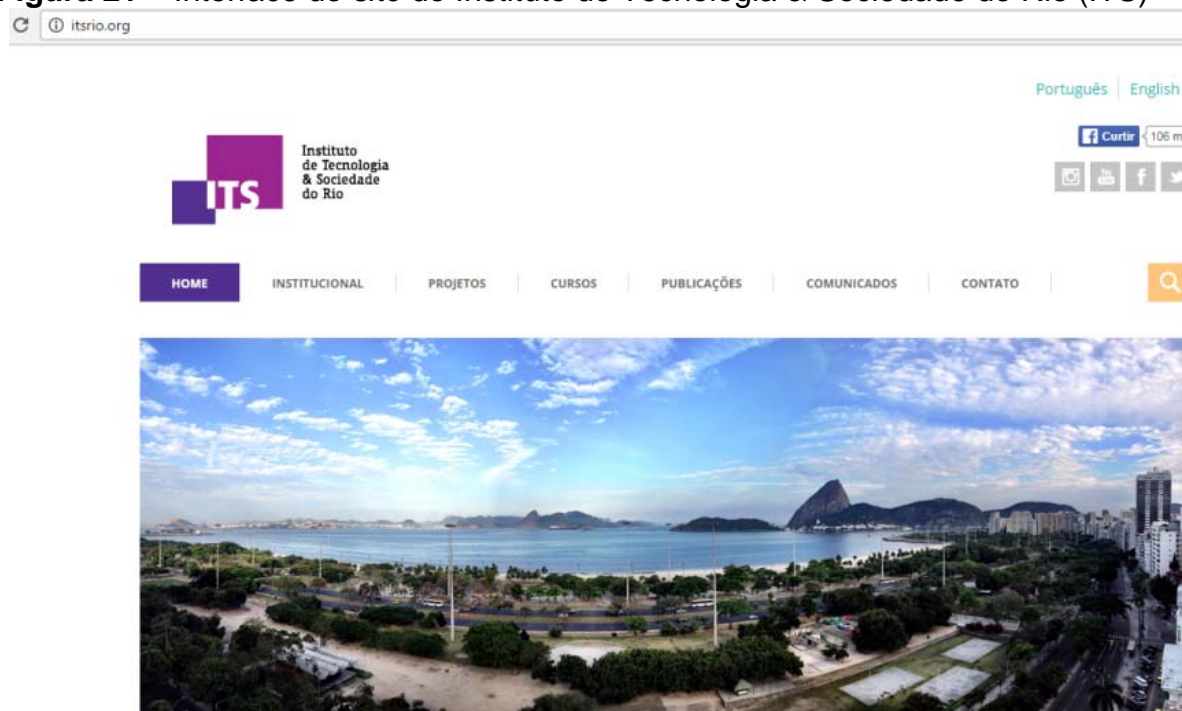 itsrio.org
Português English
Curtir 106 m
ITS
Instituto
de Tecnologia
& Sociedade
do Rio
HOME INSTITUCIONAL PROJETOS CURSOS PUBLICAÇÕES COMUNICADOS CONTATO